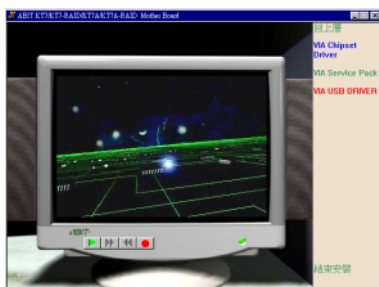 ABIT KT7/KT7-RAID/KT7A/KT7A-RAID Mother Board
回上層
VIA Chipset
Driver
VIA Service Pack
VIA USB DRIVER
ABIT
結束安裝